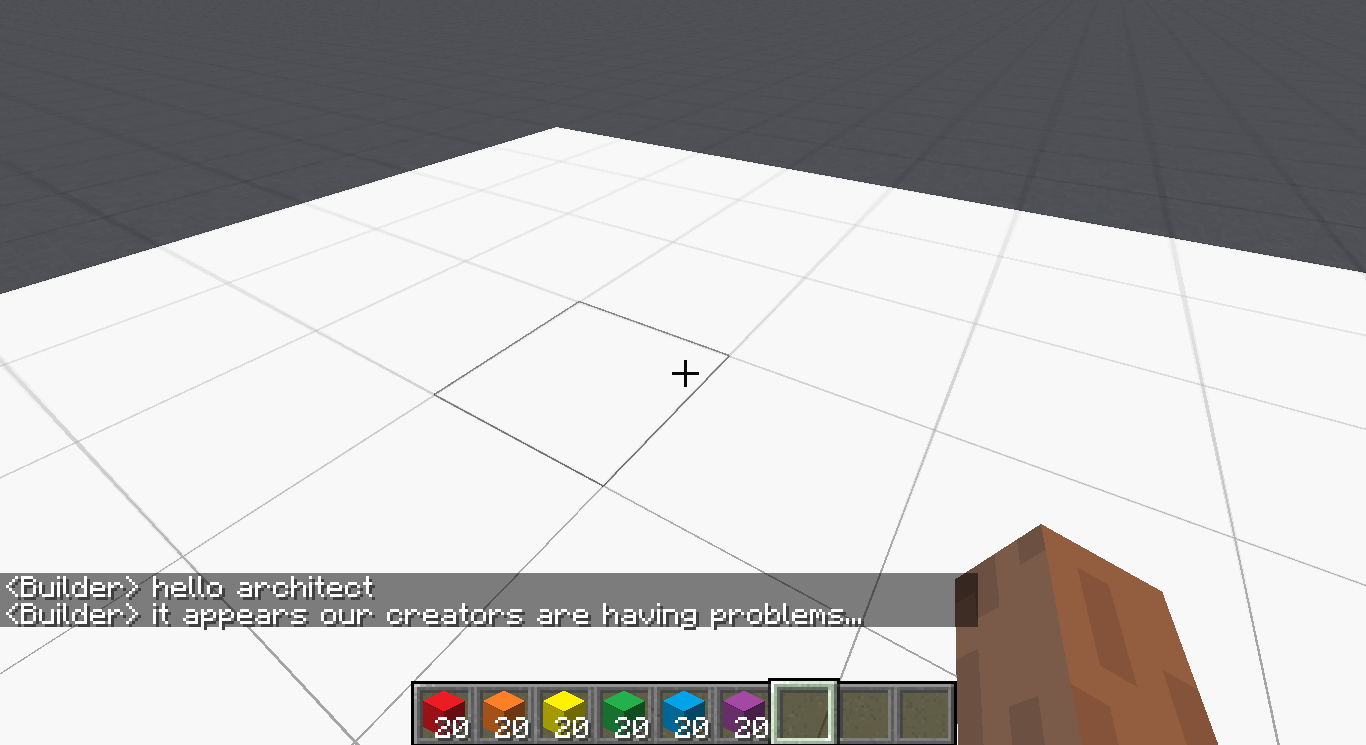 <Builder> hello architect
<Builder> it appears our creators are having problems...
20 20 20 20 20 20